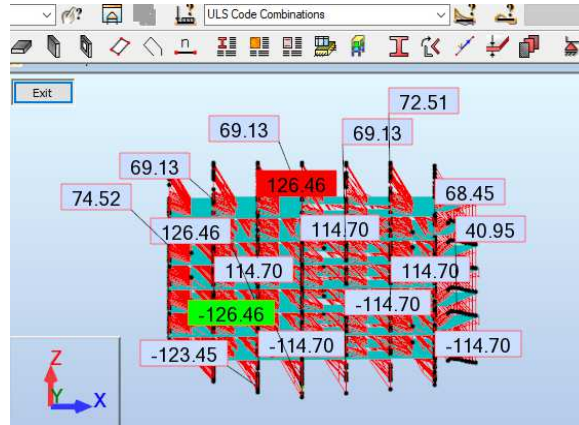 ULS Code Combinations
n
Exit
72.51
69.13
69.13
69.13
126.46
74.52
68.45
126.46
114.70
40.95
114.70
114.70
-126.46
-114.70
-123.45
-114.70
-114.70
Z
Y
X